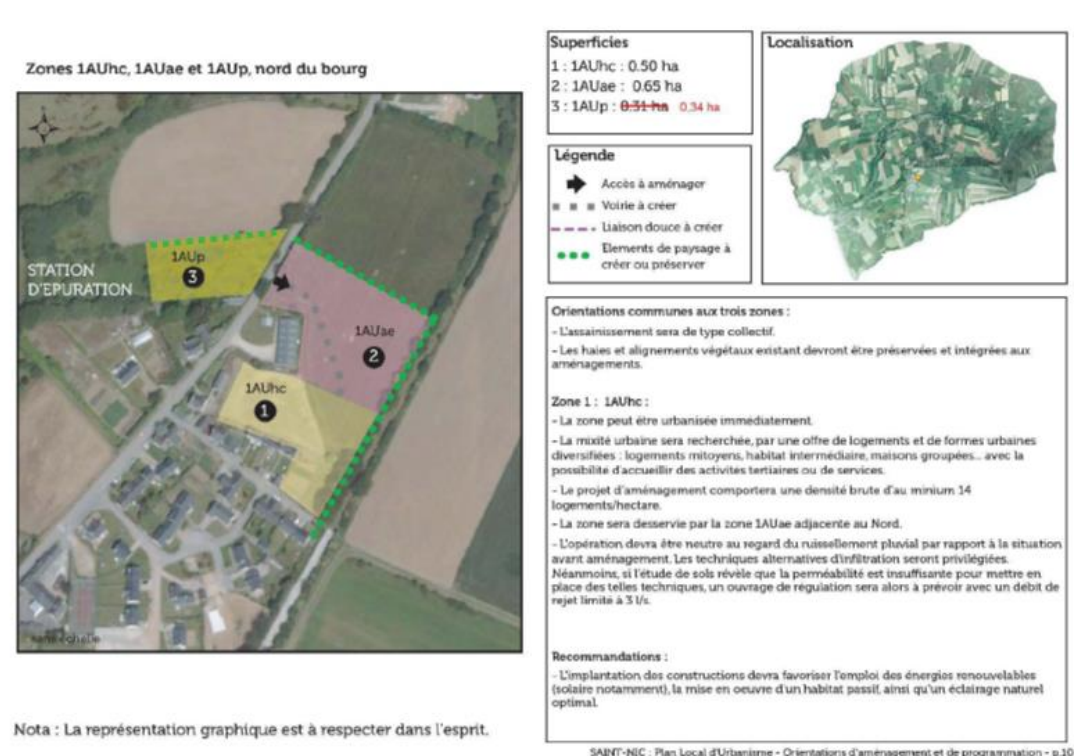 Zones 1AUhc, 1AUae et 1AUp, nord du bourg
1AUp
3
STATION
D'EPURATION
1AUae
2
1AUhc
1
sans échelle
Nota : La représentation graphique est à respecter dans l'esprit.
Superficies
1 : 1AUhc : 0.50 ha
2 : 1AUae : 0.65 ha
3 : 1AUp : 0.31 ha 0,34 ha
Localisation
Légende
Accès à aménager
Voirie à créer
Liaison douce à créer
Elements de paysage à
créer ou préserver
Orientations communes aux trois zones :
- L'assainissement sera de type collectif.
- Les haies et alignements végétaux existant devront être préservées et intégrées aux
aménagements.
Zone 1 : 1AUhc :
- La zone peut être urbanisée immédiatement.
- La mixité urbaine sera recherchée, par une offre de logements et de formes urbaines
diversifiées : logements mitoyens, habitat intermédiaire, maisons groupées... avec la
possibilité d'accueillir des activités tertiaires ou de services.
- Le projet d'aménagement comportera une densité brute d'au minium 14
logements/hectare.
- La zone sera desservie par la zone 1AUae adjacente au Nord.
- L'opération devra être neutre au regard du ruissellement pluvial par rapport à la situation
avant aménagement. Les techniques alternatives d'infiltration seront privilégiées.
Néanmoins, si l'étude de sols révèle que la perméabilité est insuffisante pour mettre en
place des telles techniques, un ouvrage de régulation sera alors à prévoir avec un débit de
rejet limité à 3 l/s.
Recommandations :
- L'implantation des constructions devra favoriser l'emploi des énergies renouvelables
(solaire notamment), la mise en oeuvre d'un habitat passif, ainsi qu'un éclairage naturel
optimal.
SAINT-NIC : Plan Local d'Urbanisme - Orientations d'aménagement et de programmation - p.10